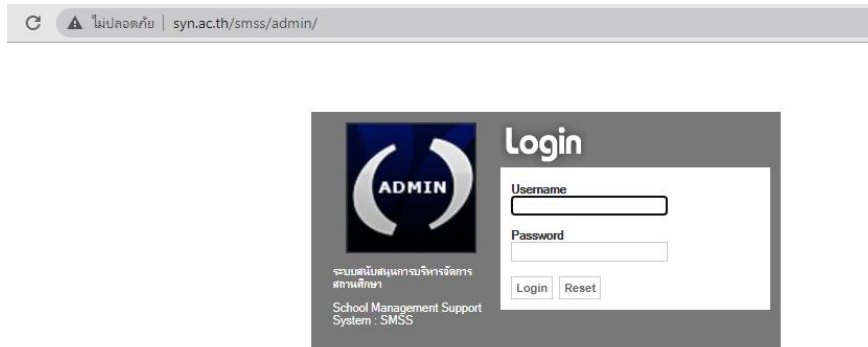 ไม่ปลอดภัย | syn.ac.th/smss/admin/
Login
ADMIN
Username
Password
Login Reset
ระบบสนับสนุนการบริหารจัดการ
สถานศึกษา
School Management Support
System : SMSS